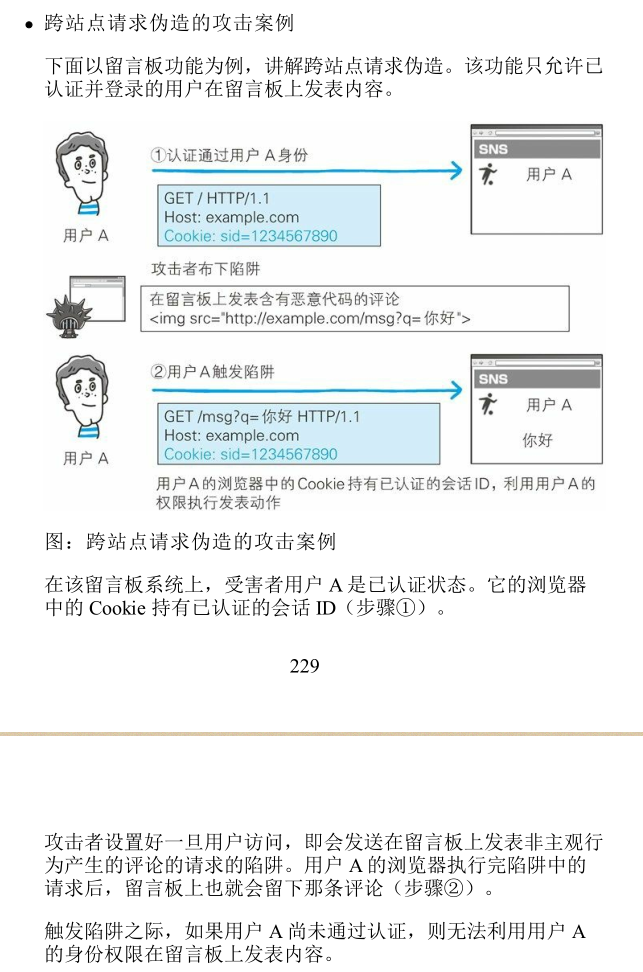 • 跨站点请求伪造的攻击案例
下面以留言板功能为例，讲解跨站点请求伪造。该功能只允许已
认证并登录的用户在留言板上发表内容。
①认证通过用户 A 身份
SNS
用户 A
GET / HTTP/1.1
Host: example.com
Cookie: sid=1234567890
用户 A
攻击者布下陷阱
在留言板上发表含有恶意代码的评论
<img src="http://example.com/msg?q=你好">
②用户A触发陷阱
SNS
用户 A
你好
GET /msg?q=你好 HTTP/1.1
Host: example.com
Cookie: sid=1234567890
用户 A
用户A的浏览器中的Cookie持有已认证的会话ID，利用用户A的
权限执行发表动作
图：跨站点请求伪造的攻击案例
在该留言板系统上，受害者用户 A 是已认证状态。它的浏览器
中的 Cookie 持有已认证的会话 ID（步骤①）。
229
攻击者设置好一旦用户访问，即会发送在留言板上发表非主观行
为产生的评论的请求的陷阱。用户 A 的浏览器执行完陷阱中的
请求后，留言板上也就会留下那条评论（步骤②）。
触发陷阱之际，如果用户 A 尚未通过认证，则无法利用用户 A
的身份权限在留言板上发表内容。